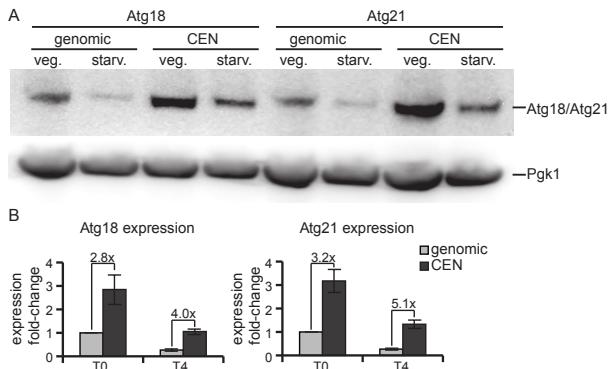 A
Atg18 Atg21
genomic CEN genomic CEN
veg. starv. veg. starv. veg. starv. veg. starv.
Atg18/Atg21
Pgk1
B
Atg18 expression Atg21 expression
genomic
CEN
expression
fold-change
4
3
2
1
0
2.8x
4.0x
T0 T4
expression
fold-change
4
3
2
1
0
3.2x
5.1x
T0 T4